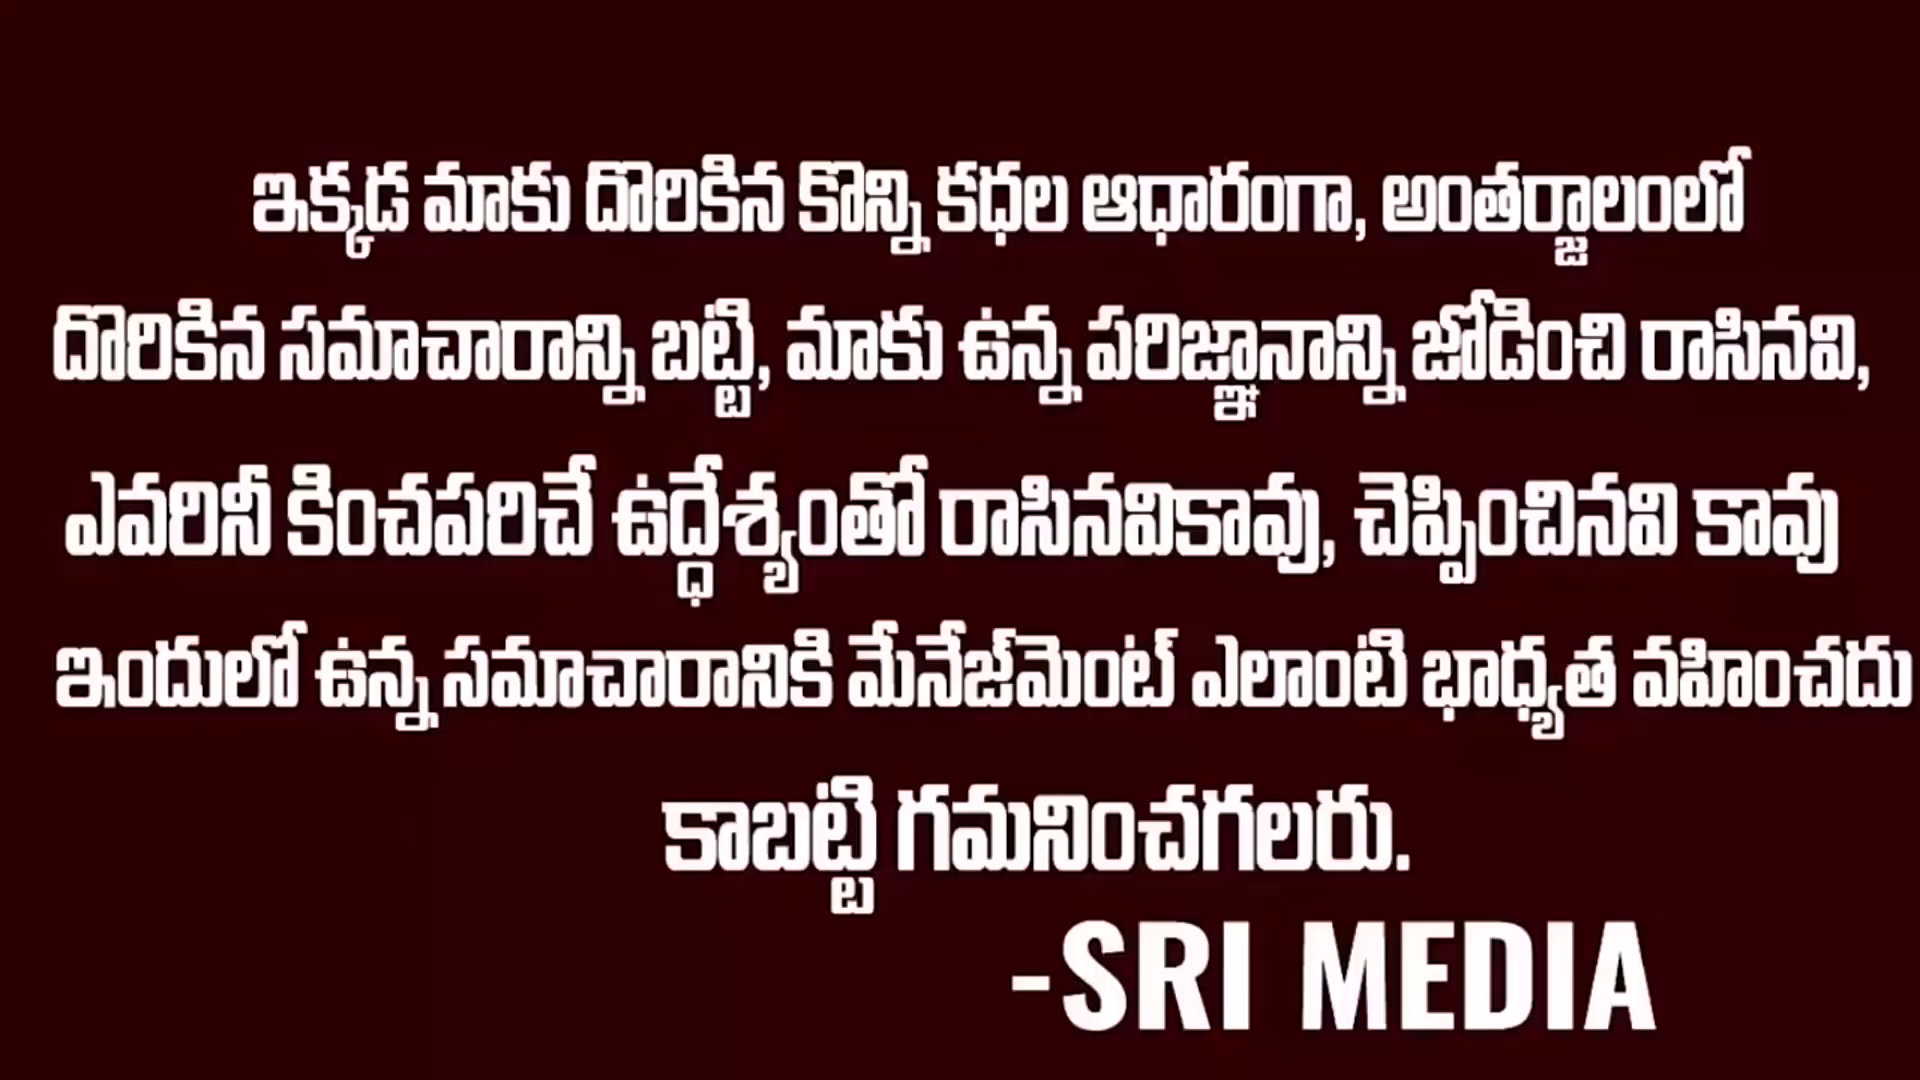 ఇక్కడ మాకు దొరికిన కొన్ని కధల ఆధారంగా, అంతర్జాలంలో
దొరికిన సమాచారాన్ని బట్టి, మాకు ఉన్న పరిజ్ఞానాన్ని జోడించి రాసినవి,
ఎవరినీ కించపరిచే ఉద్ధేశ్యంతో రాసినవికావు, చెప్పించినవి కావు
ఇందులో ఉన్న సమాచారానికి మేనేజ్‌మెంట్ ఎలాంటి భాధ్యత వహించదు
కాబట్టి గమనించగలరు.
-SRI MEDIA